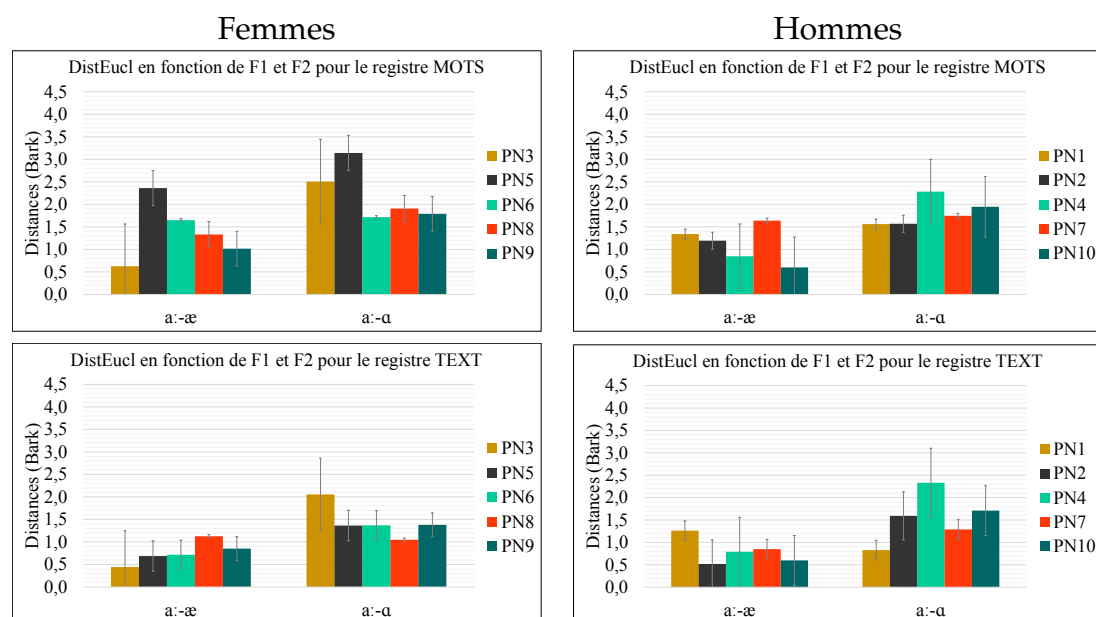 Femmes
DistEucl en fonction de F1 et F2 pour le registre MOTS
Distances (Bark)
4,5
4,0
3,5
3,0
2,5
2,0
1,5
1,0
0,5
0,0
aː-æ
aː-ɑ
PN3
PN5
PN6
PN8
PN9
Hommes
DistEucl en fonction de F1 et F2 pour le registre MOTS
Distances (Bark)
4,5
4,0
3,5
3,0
2,5
2,0
1,5
1,0
0,5
0,0
aː-æ
aː-ɑ
PN1
PN2
PN4
PN7
PN10
DistEucl en fonction de F1 et F2 pour le registre TEXT
Distances (Bark)
4,5
4,0
3,5
3,0
2,5
2,0
1,5
1,0
0,5
0,0
aː-æ
aː-ɑ
PN3
PN5
PN6
PN8
PN9
DistEucl en fonction de F1 et F2 pour le registre TEXT
Distances (Bark)
4,5
4,0
3,5
3,0
2,5
2,0
1,5
1,0
0,5
0,0
aː-æ
aː-ɑ
PN1
PN2
PN4
PN7
PN10